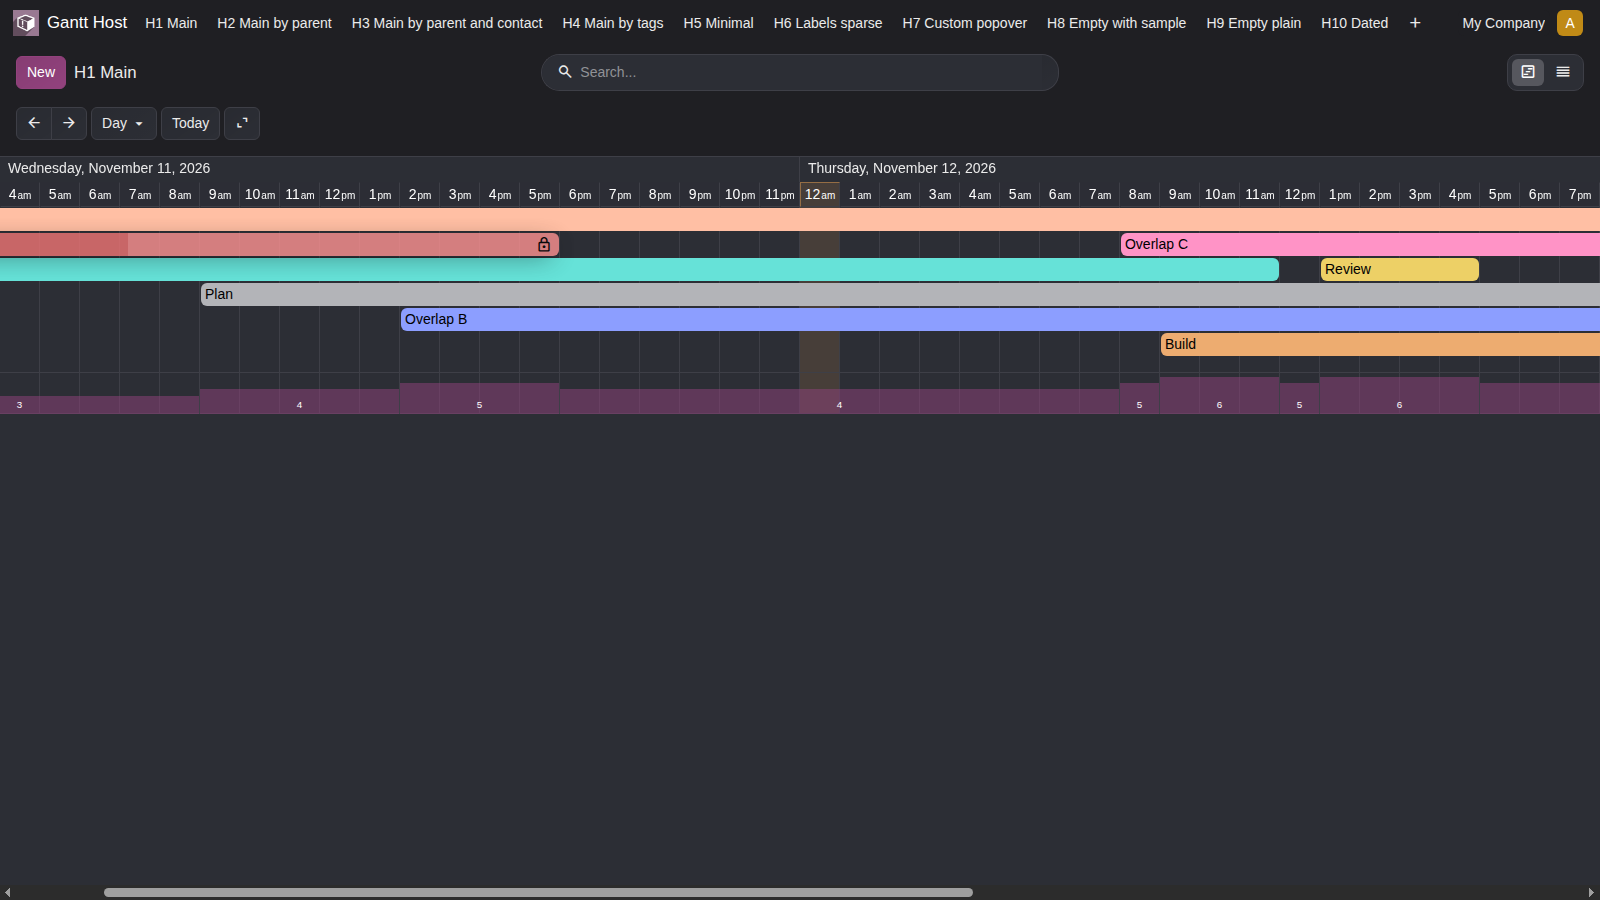 Gantt Host H1 Main H2 Main by parent H3 Main by parent and contact H4 Main by tags H5 Minimal H6 Labels sparse H7 Custom popover H8 Empty with sample H9 Empty plain H10 Dated + My Company A
New H1 Main Search...
Day Today
Wednesday, November 11, 2026 Thursday, November 12, 2026
4am 5am 6am 7am 8am 9am 10am 11am 12pm 1pm 2pm 3pm 4pm 5pm 6pm 7pm 8pm 9pm 10pm 11pm 12am 1am 2am 3am 4am 5am 6am 7am 8am 9am 10am 11am 12pm 1pm 2pm 3pm 4pm 5pm 6pm 7pm
Overlap C
Review
Plan
Overlap B
Build
3 4 5 4 5 6 5 6